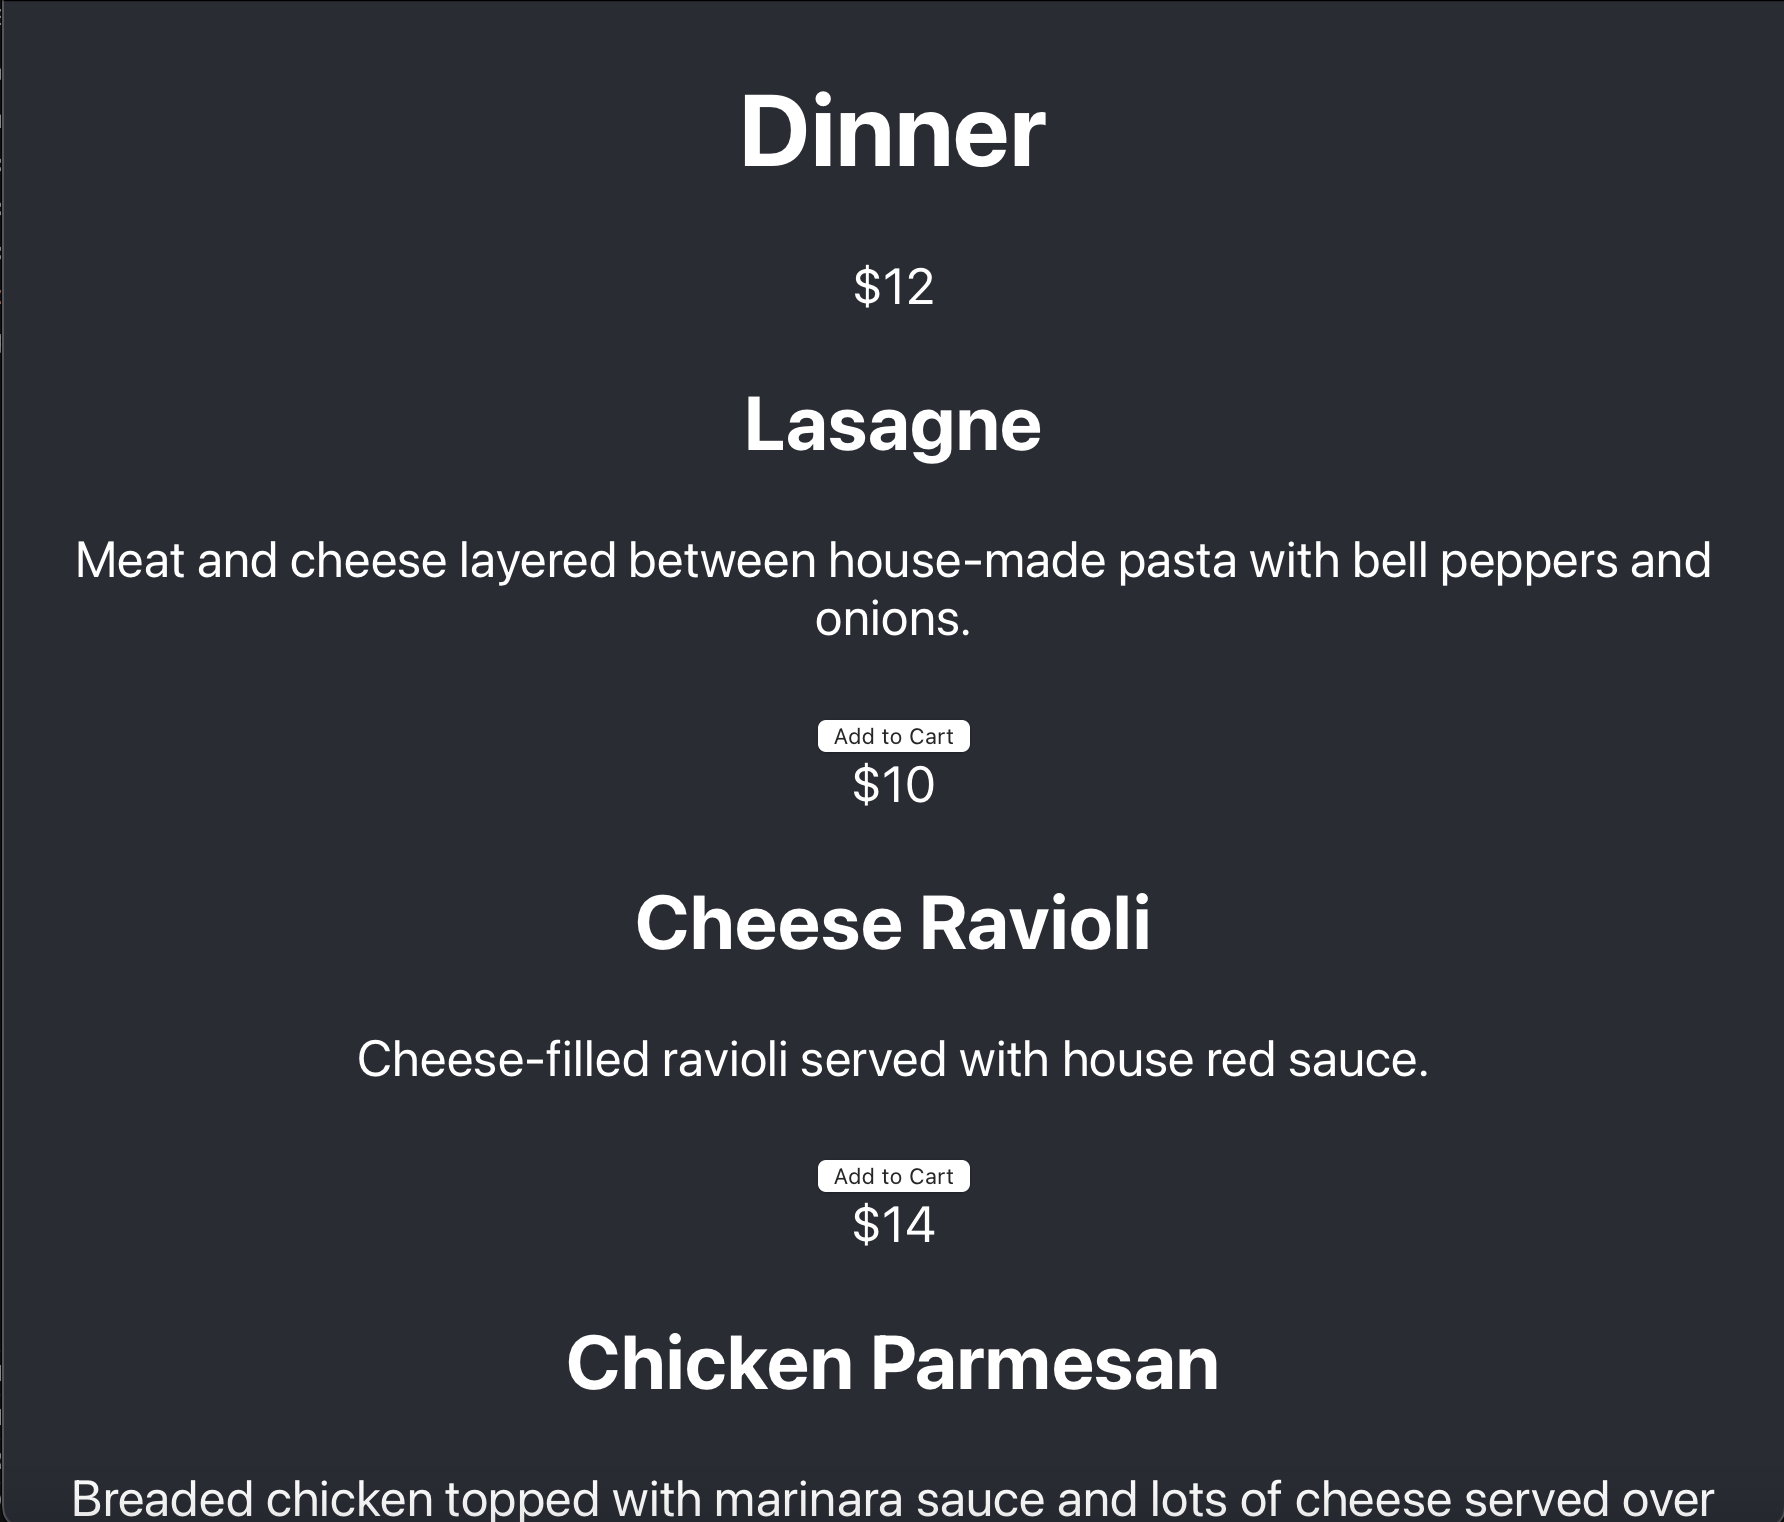 Dinner
$12
Lasagne
Meat and cheese layered between house-made pasta with bell peppers and
onions.
Add to Cart
$10
Cheese Ravioli
Cheese-filled ravioli served with house red sauce.
Add to Cart
$14
Chicken Parmesan
Breaded chicken topped with marinara sauce and lots of cheese served over